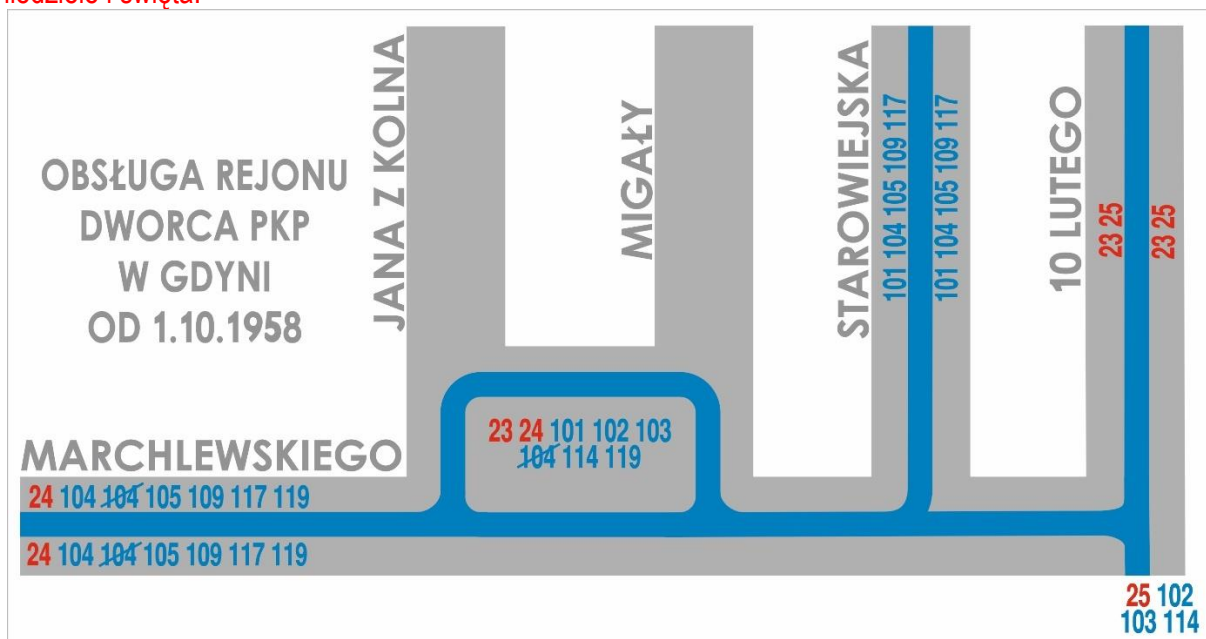 OBSŁUGA REJONU
DWORCA PKP
W GDYNI
OD 1.10.1958
JANA Z KOLNA
MIGAŁY
STAROWIEJSKA
101 104 105 109 117
101 104 105 109 117
10 LUTEGO
23 25
23 25
MARCHLEWSKIEGO
24 104 104 105 109 117 119
24 104 104 105 109 117 119
23 24 101 102 103
104 114 119
25 102
103 114